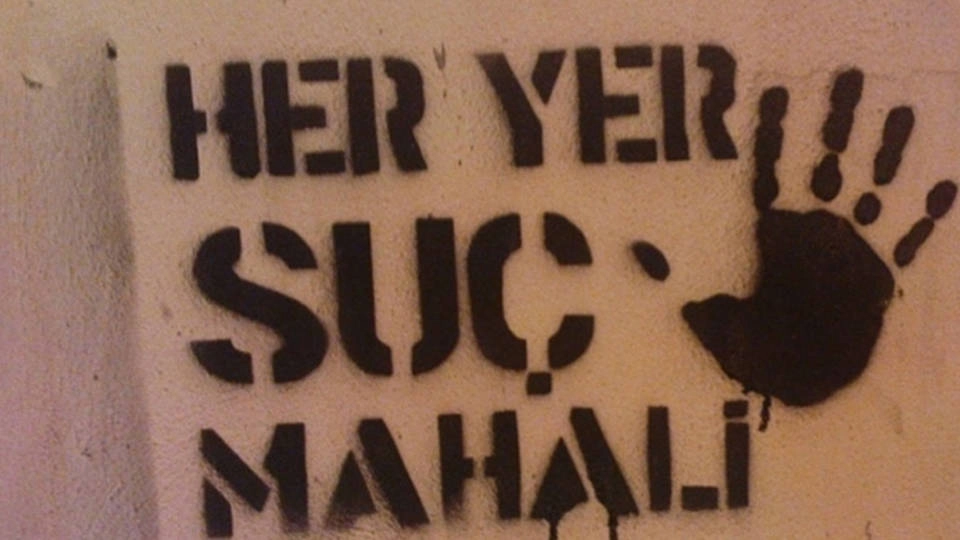 HER YER
SUÇ
MAHALİ